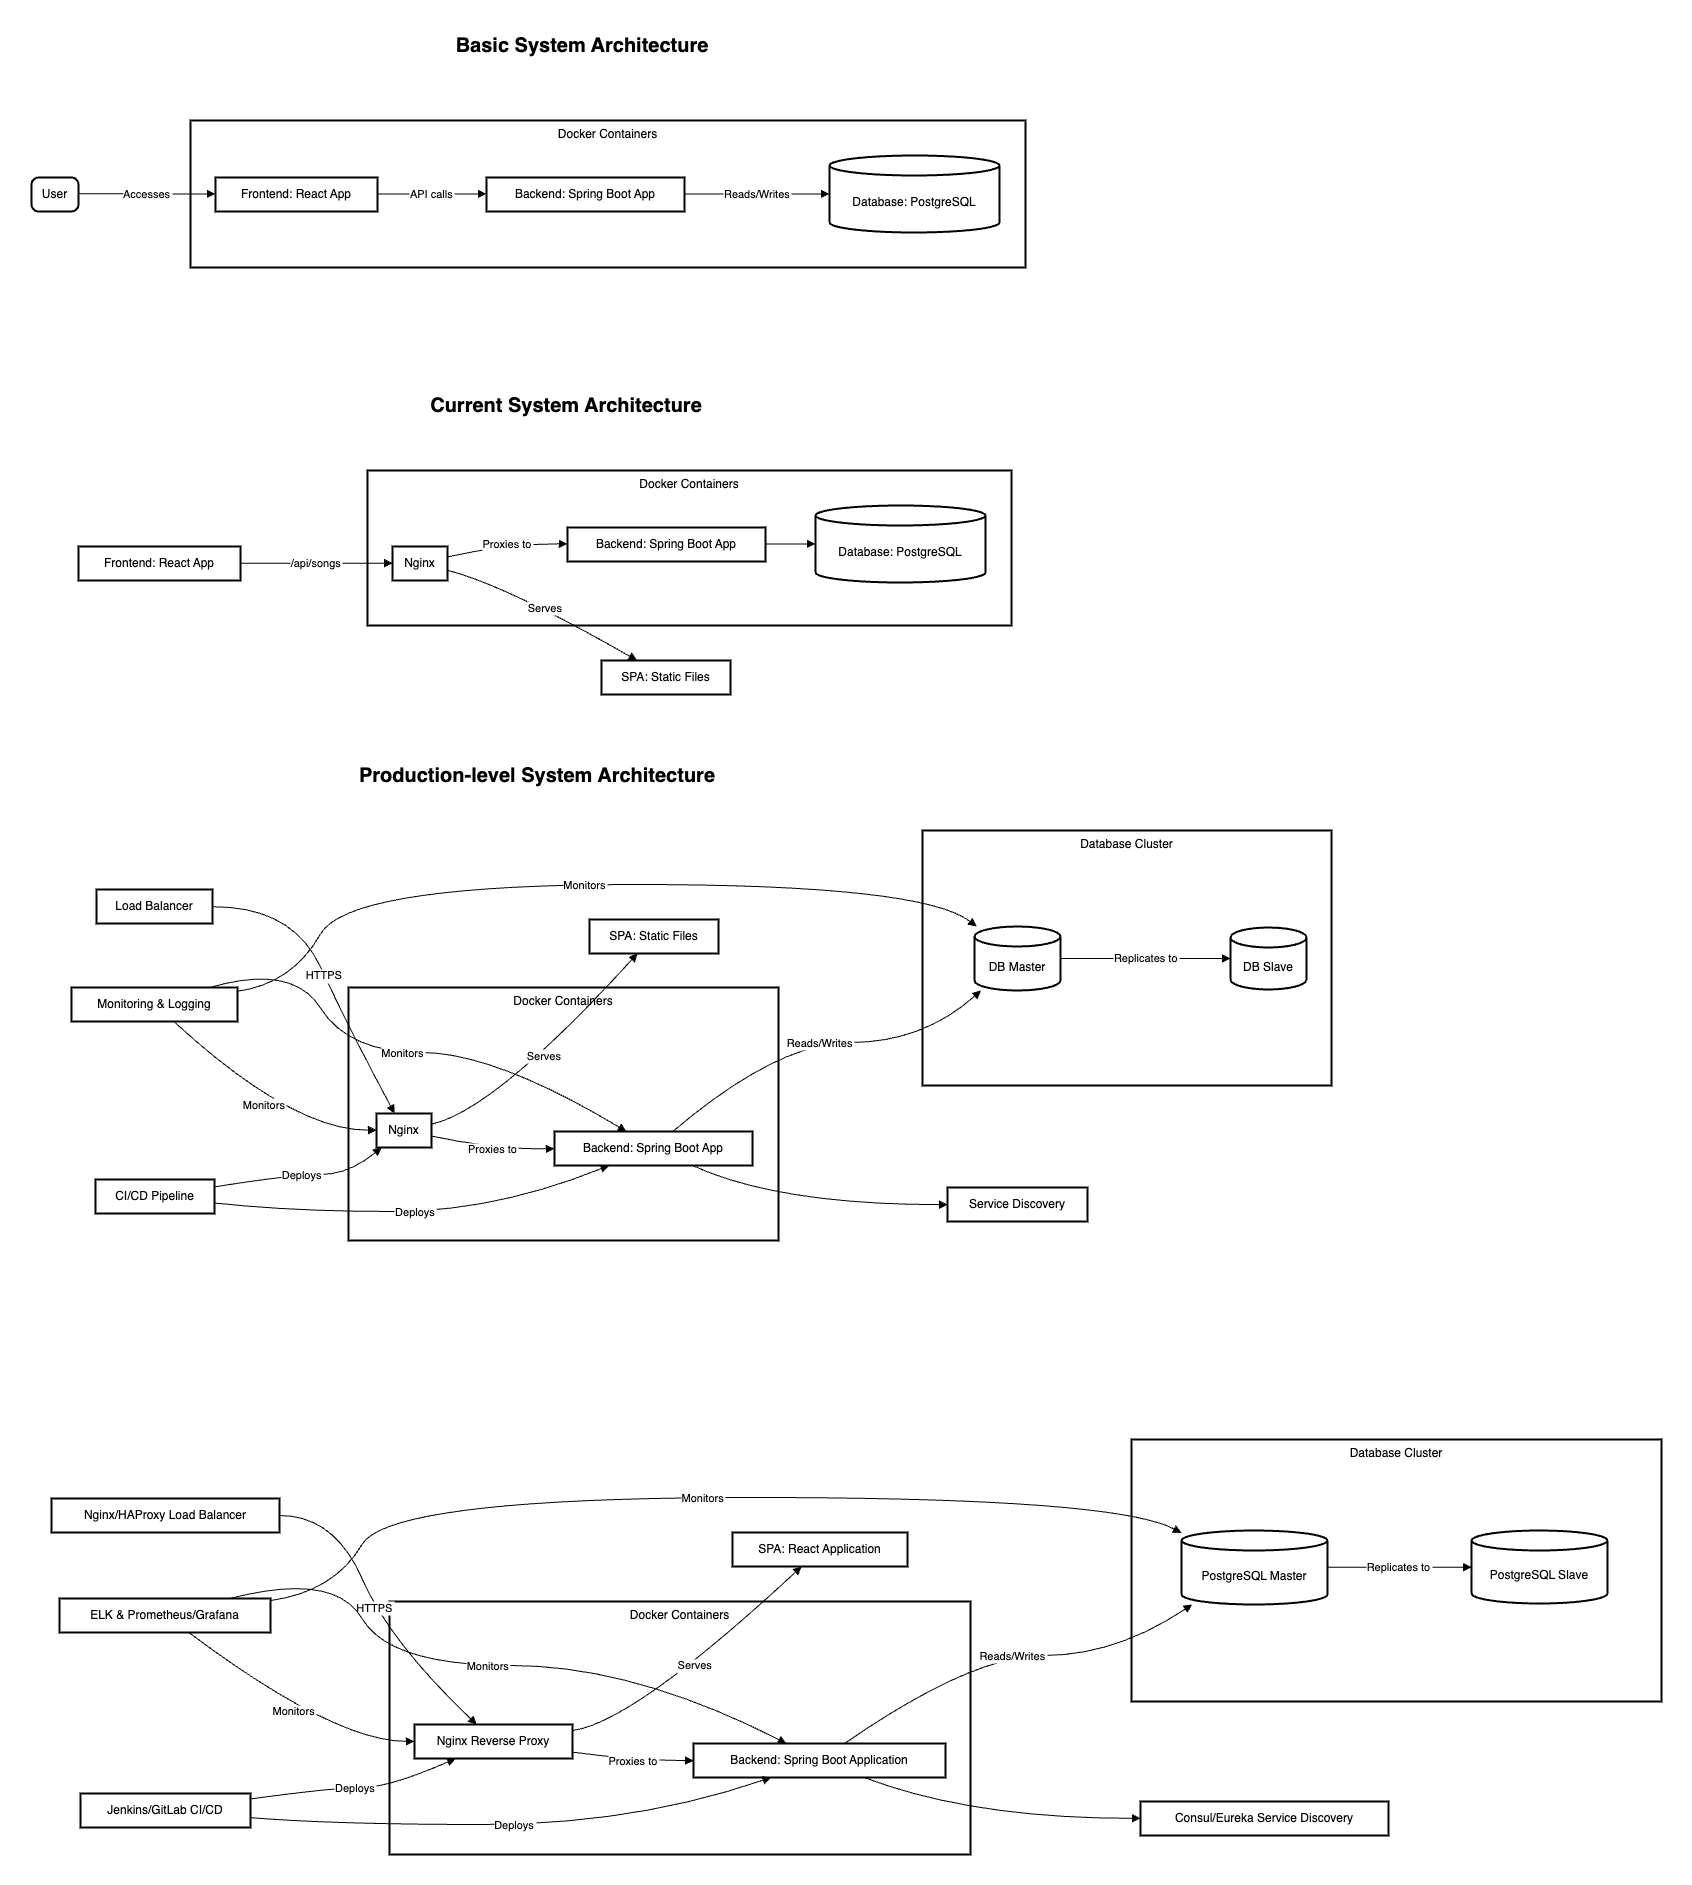 Basic System Architecture
Docker Containers
User
Accesses
Frontend: React App
API calls
Backend: Spring Boot App
Reads/Writes
Database: PostgreSQL
Current System Architecture
Docker Containers
Frontend: React App
/api/songs
Nginx
Proxies to
Backend: Spring Boot App
Database: PostgreSQL
Serves
SPA: Static Files
Production-level System Architecture
Database Cluster
Monitors
Load Balancer
SPA: Static Files
DB Master
Replicates to
DB Slave
HTTPS
Monitoring & Logging
Docker Containers
Monitors
Serves
Reads/Writes
Monitors
Nginx
Proxies to
Backend: Spring Boot App
Deploys
CI/CD Pipeline
Deploys
Service Discovery
Database Cluster
Monitors
Nginx/HAProxy Load Balancer
SPA: React Application
PostgreSQL Master
Replicates to
PostgreSQL Slave
HTTPS
ELK & Prometheus/Grafana
Docker Containers
Monitors
Serves
Reads/Writes
Monitors
Nginx Reverse Proxy
Proxies to
Backend: Spring Boot Application
Deploys
Jenkins/GitLab CI/CD
Deploys
Consul/Eureka Service Discovery